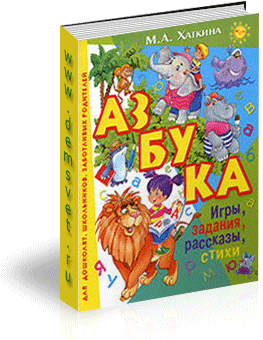 М.А. ХАТКИНА
АЗ
БУ
КА
Игры,
задания,
рассказы,
стихи
www.demsvet.ru
ДЛЯ ДОШКОЛЯТ, ШКОЛЬНИКОВ, ЗАБОТЛИВЫХ РОДИТЕЛЕЙ